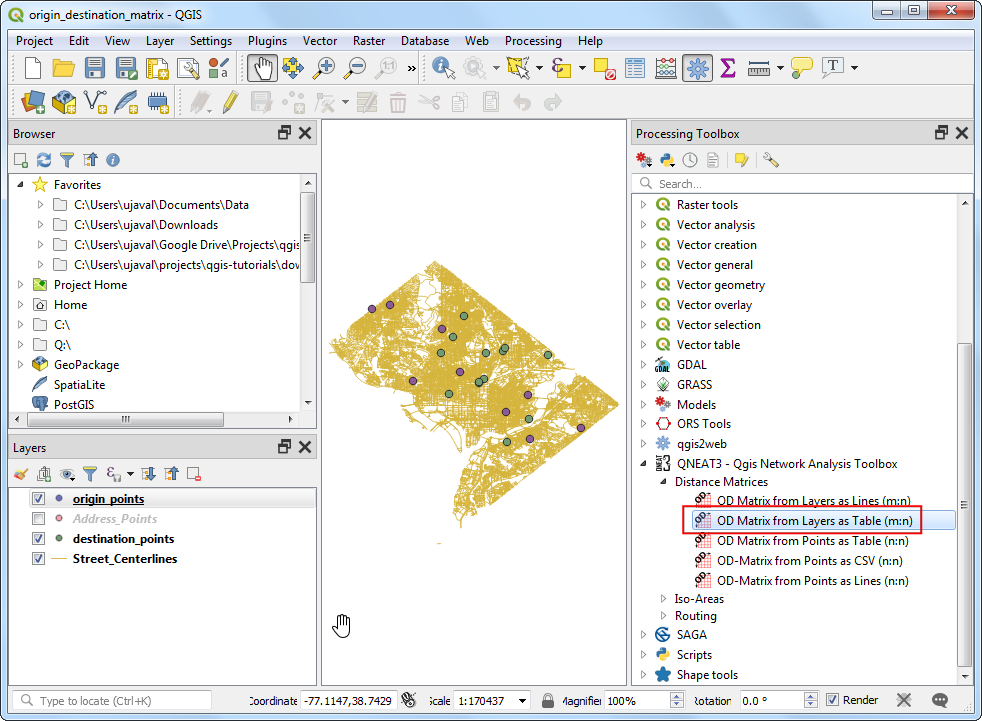 origin_destination_matrix - QGIS
Project Edit View Layer Settings Plugins Vector Raster Database Web Processing Help
1:1
»
T
Browser
Processing Toolbox
Search...
Favorites
C:\Users\ujaval\Documents\Data
C:\Users\ujaval\Downloads
C:\Users\ujaval\Google Drive\Projects\qgis
C:\Users\ujaval\projects\qgis-tutorials\dov
Project Home
Home
C:\
Q:\
GeoPackage
SpatiaLite
PostGIS
Layers
origin_points
Address_Points
destination_points
Street_Centerlines
Raster tools
Vector analysis
Vector creation
Vector general
Vector geometry
Vector overlay
Vector selection
Vector table
GDAL
GRASS
Models
ORS Tools
qgis2web
QNEAT3 - Qgis Network Analysis Toolbox
Distance Matrices
OD Matrix from Layers as Lines (m:n)
OD Matrix from Layers as Table (m:n)
OD Matrix from Points as Table (n:n)
OD-Matrix from Points as CSV (n:n)
OD-Matrix from Points as Lines (n:n)
Iso-Areas
Routing
SAGA
Scripts
Shape tools
Type to locate (Ctrl+K) Coordinate -77.1147,38.7429 Scale 1:170437 Magnifier 100% Rotation 0.0 ° Render